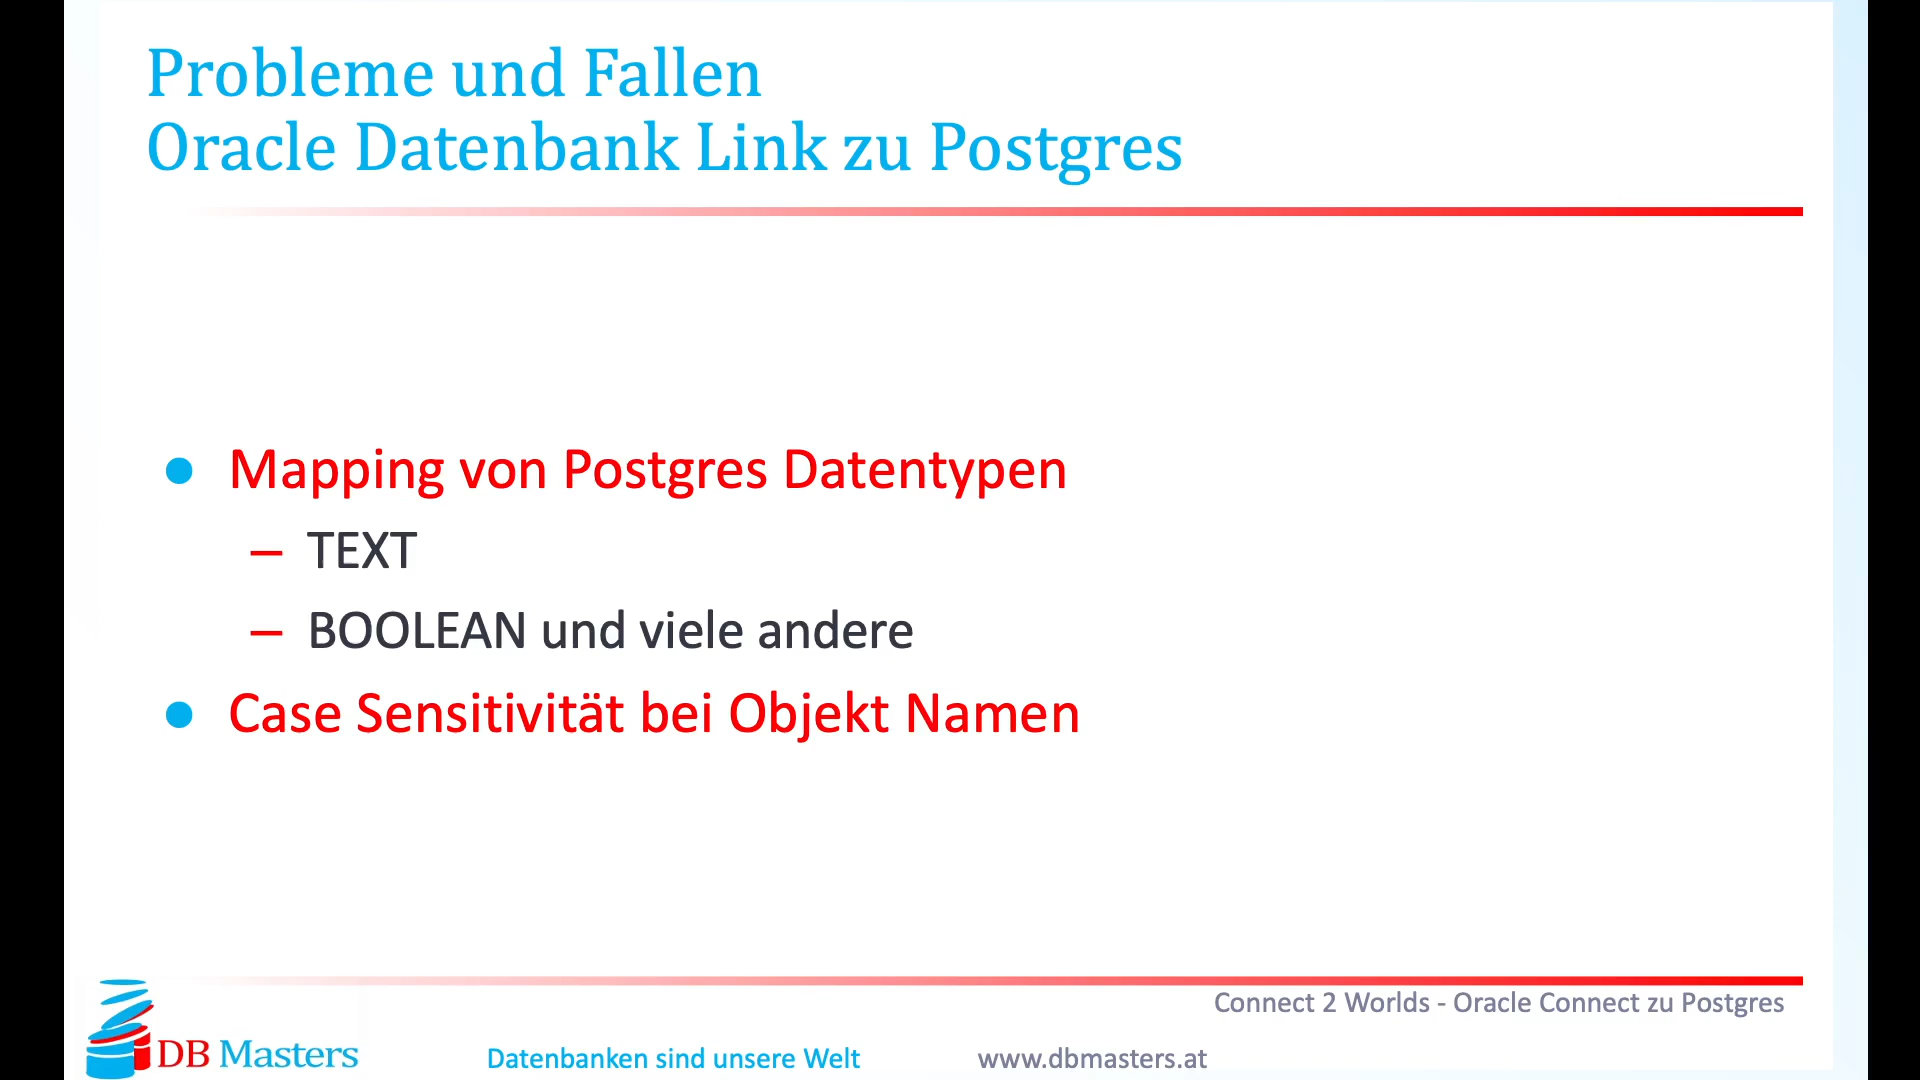 Probleme und Fallen
Oracle Datenbank Link zu Postgres
● Mapping von Postgres Datentypen
– TEXT
– BOOLEAN und viele andere
● Case Sensitivität bei Objekt Namen
Connect 2 Worlds - Oracle Connect zu Postgres
DB Masters
Datenbanken sind unsere Welt
www.dbmasters.at